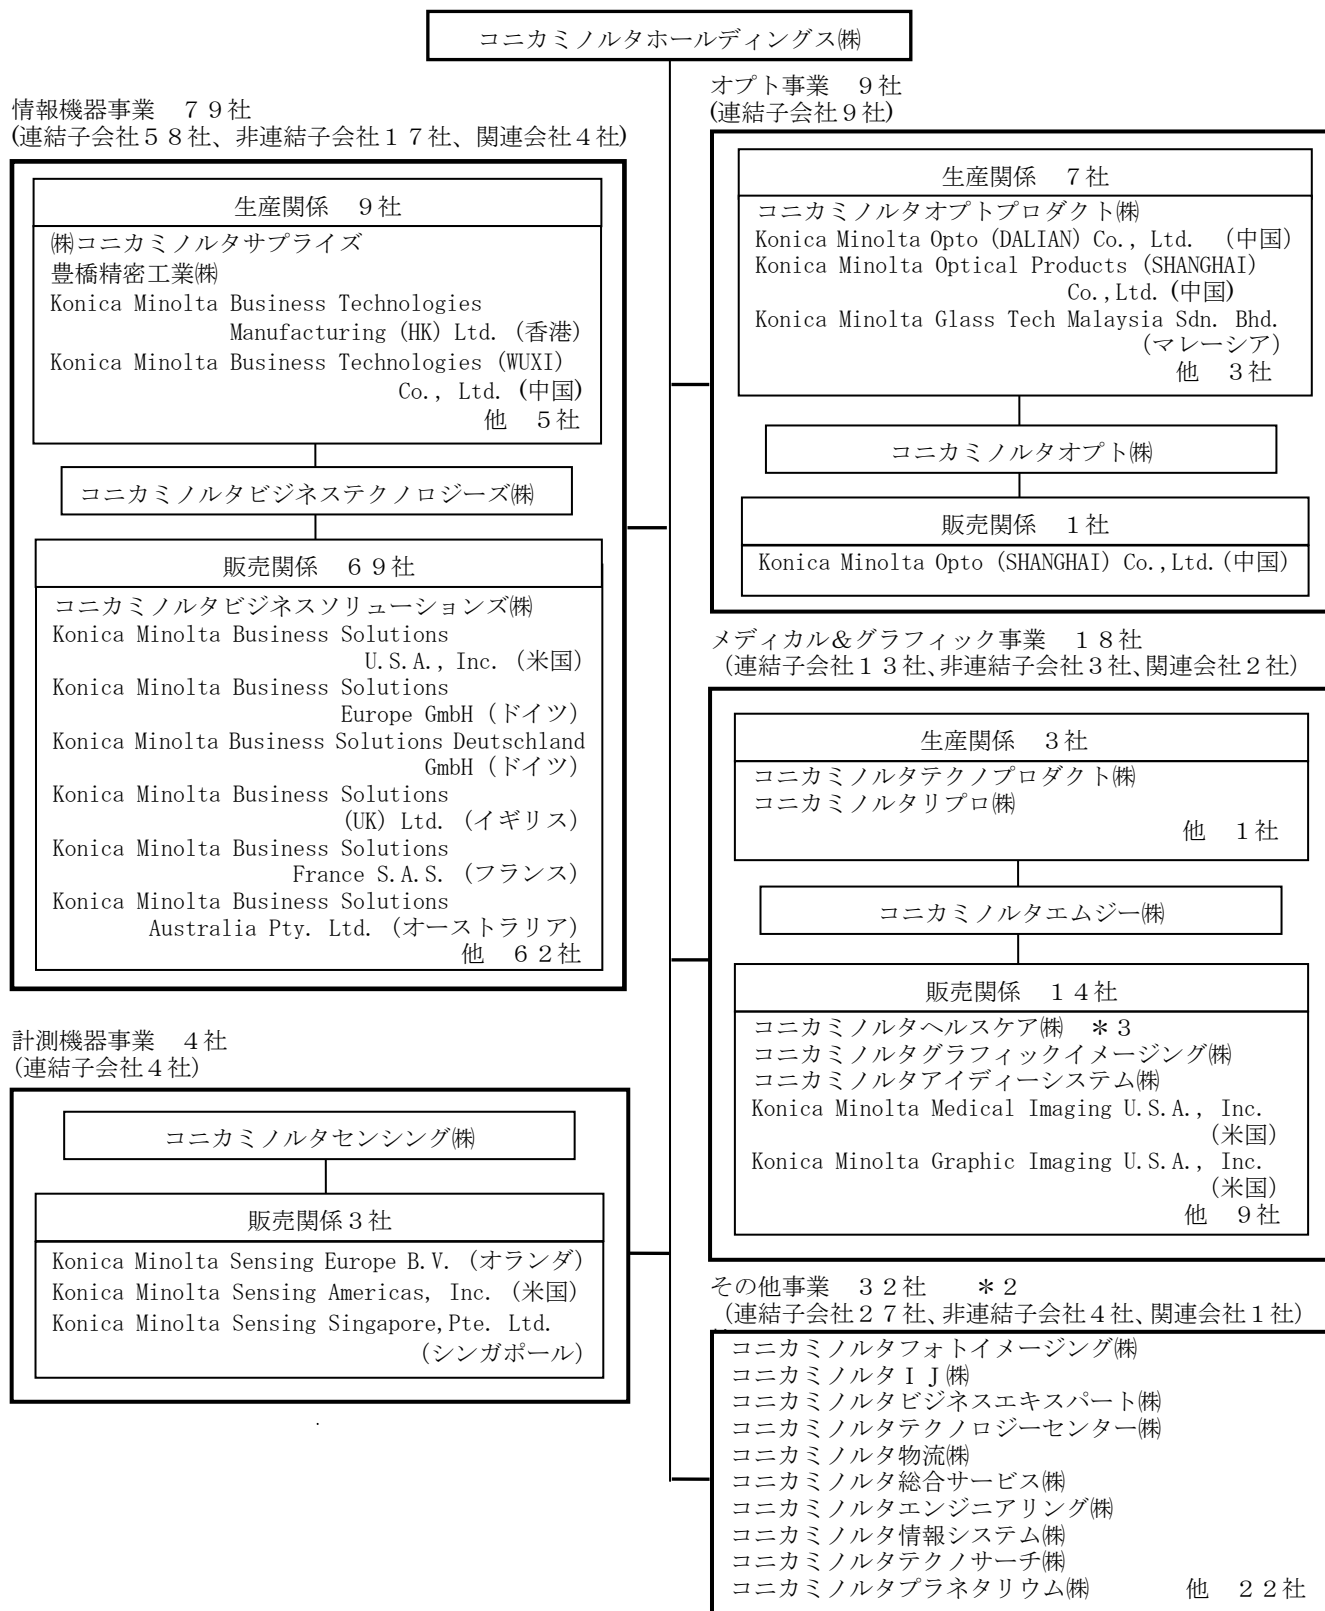 コニカミノルタホールディングス㈱
情報機器事業　７９社
(連結子会社５８社、非連結子会社１７社、関連会社４社)
生産関係　９社
㈱コニカミノルタサプライズ
豊橋精密工業㈱
Konica Minolta Business Technologies
Manufacturing (HK) Ltd. (香港)
Konica Minolta Business Technologies (WUXI)
Co., Ltd. (中国)
他　５社
コニカミノルタビジネステクノロジーズ㈱
販売関係　６９社
コニカミノルタビジネスソリューションズ㈱
Konica Minolta Business Solutions
U.S.A., Inc. (米国)
Konica Minolta Business Solutions
Europe GmbH (ドイツ)
Konica Minolta Business Solutions Deutschland
GmbH (ドイツ)
Konica Minolta Business Solutions
(UK) Ltd. (イギリス)
Konica Minolta Business Solutions
France S.A.S. (フランス)
Konica Minolta Business Solutions
Australia Pty. Ltd. (オーストラリア)
他　６２社
計測機器事業　４社
(連結子会社４社)
コニカミノルタセンシング㈱
販売関係３社
Konica Minolta Sensing Europe B.V. (オランダ)
Konica Minolta Sensing Americas, Inc. (米国)
Konica Minolta Sensing Singapore,Pte. Ltd.
(シンガポール)
オプト事業　９社
(連結子会社９社)
生産関係　７社
コニカミノルタオプトプロダクト㈱
Konica Minolta Opto (DALIAN) Co., Ltd.　(中国)
Konica Minolta Optical Products (SHANGHAI)
Co.,Ltd. (中国)
Konica Minolta Glass Tech Malaysia Sdn. Bhd.
(マレーシア)
他　３社
コニカミノルタオプト㈱
販売関係　１社
Konica Minolta Opto (SHANGHAI) Co.,Ltd. (中国)
メディカル＆グラフィック事業　１８社
(連結子会社１３社、非連結子会社３社、関連会社２社)
生産関係　３社
コニカミノルタテクノプロダクト㈱
コニカミノルタリプロ㈱
他　１社
コニカミノルタエムジー㈱
販売関係　１４社
コニカミノルタヘルスケア㈱　＊３
コニカミノルタグラフィックイメージング㈱
コニカミノルタアイディーシステム㈱
Konica Minolta Medical Imaging U.S.A., Inc.
(米国)
Konica Minolta Graphic Imaging U.S.A., Inc.
(米国)
他　９社
その他事業　３２社　　＊２
(連結子会社２７社、非連結子会社４社、関連会社１社)
コニカミノルタフォトイメージング㈱
コニカミノルタＩＪ㈱
コニカミノルタビジネスエキスパート㈱
コニカミノルタテクノロジーセンター㈱
コニカミノルタ物流㈱
コニカミノルタ総合サービス㈱
コニカミノルタエンジニアリング㈱
コニカミノルタ情報システム㈱
コニカミノルタテクノサーチ㈱
コニカミノルタプラネタリウム㈱　　　　他　２２社